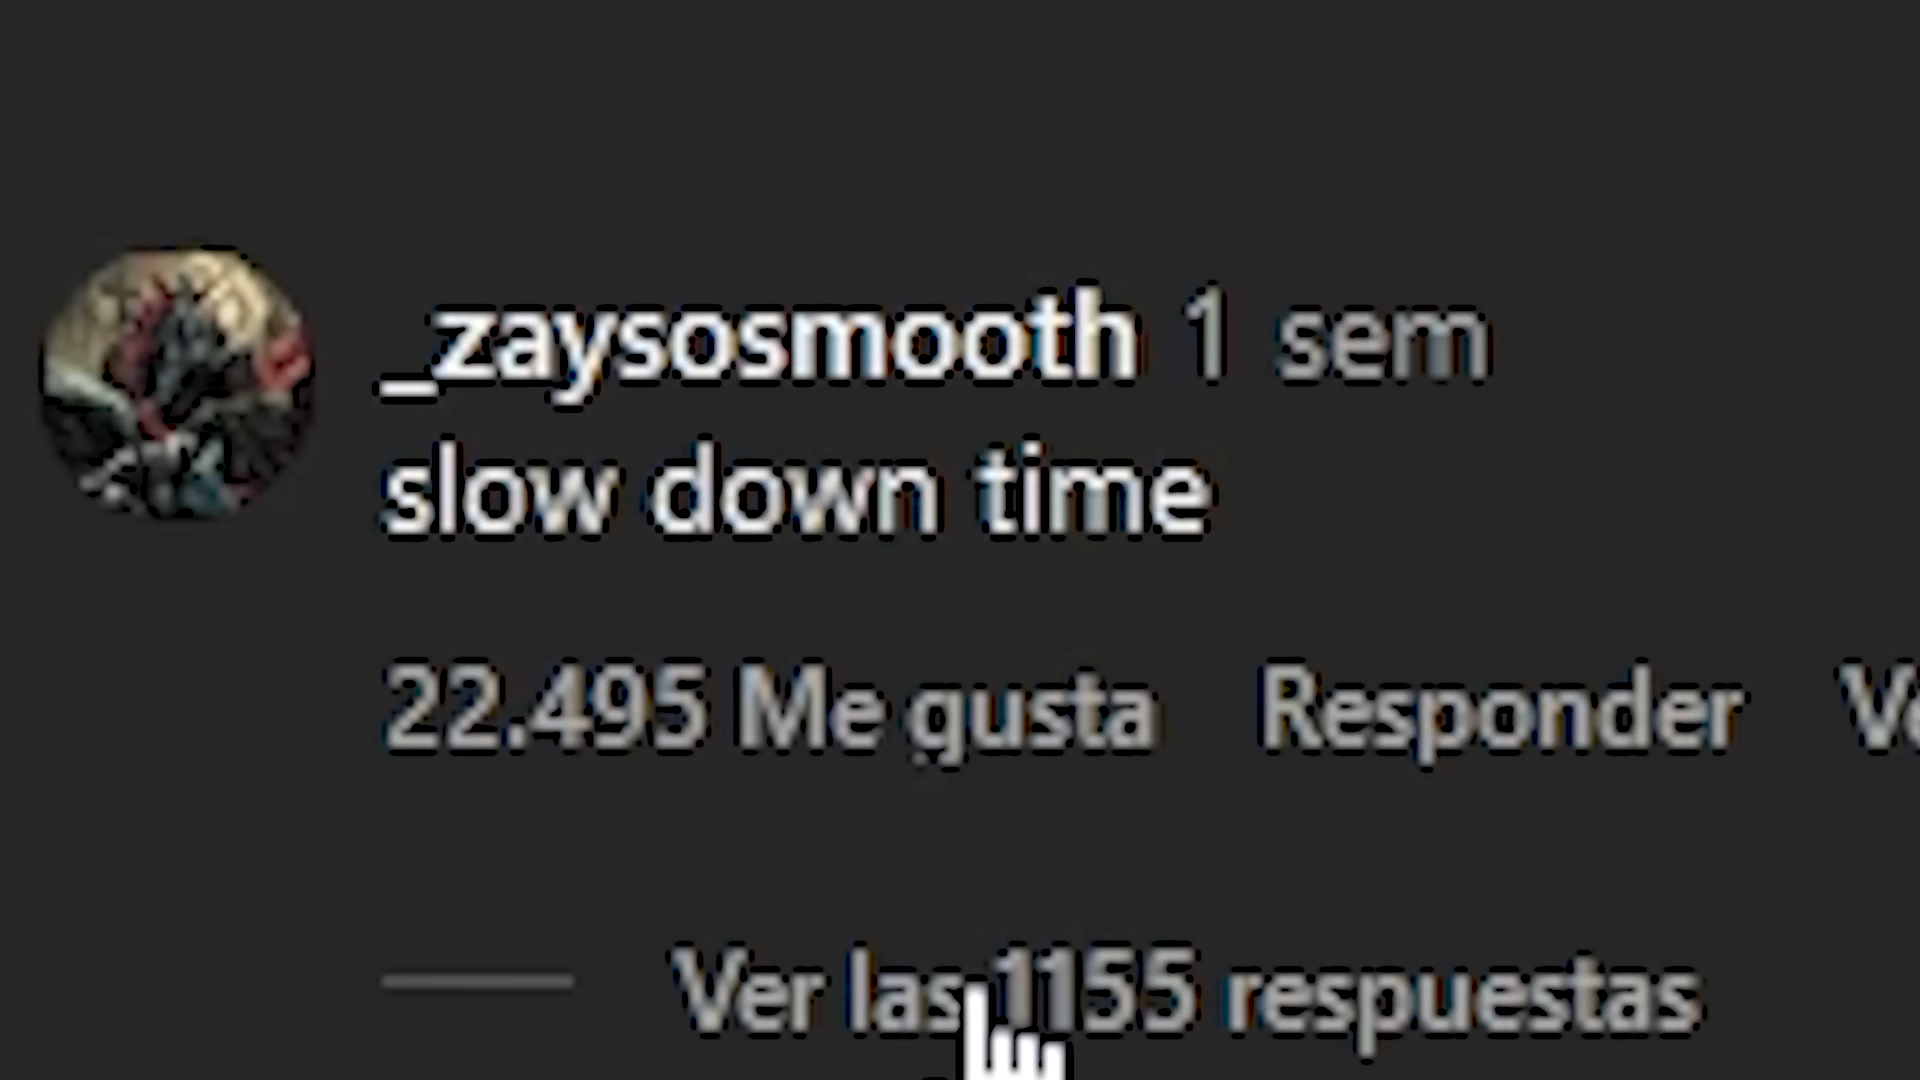 _zaysosmooth 1 sem
slow down time
22.495 Me gusta Responder
Ver las 1155 respuestas